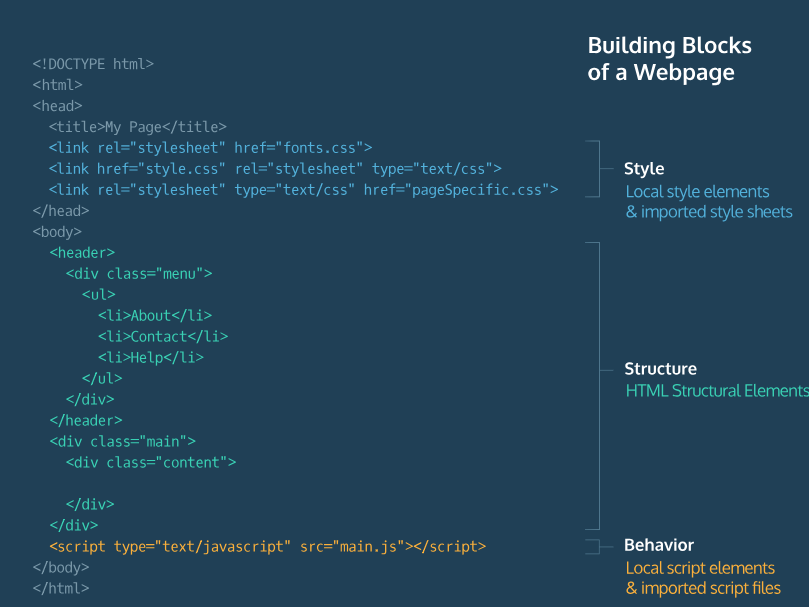 Building Blocks
of a Webpage
<!DOCTYPE html>
<html>
<head>
<title>My Page</title>
<link rel="stylesheet" href="fonts.css">
<link href="style.css" rel="stylesheet" type="text/css">
<link rel="stylesheet" type="text/css" href="pageSpecific.css">
</head>
<body>
<header>
<div class="menu">
<ul>
<li>About</li>
<li>Contact</li>
<li>Help</li>
</ul>
</div>
</header>
<div class="main">
<div class="content">
</div>
</div>
<script type="text/javascript" src="main.js"></script>
</body>
</html>
Style
Local style elements
& imported style sheets
Structure
HTML Structural Elements
Behavior
Local script elements
& imported script files